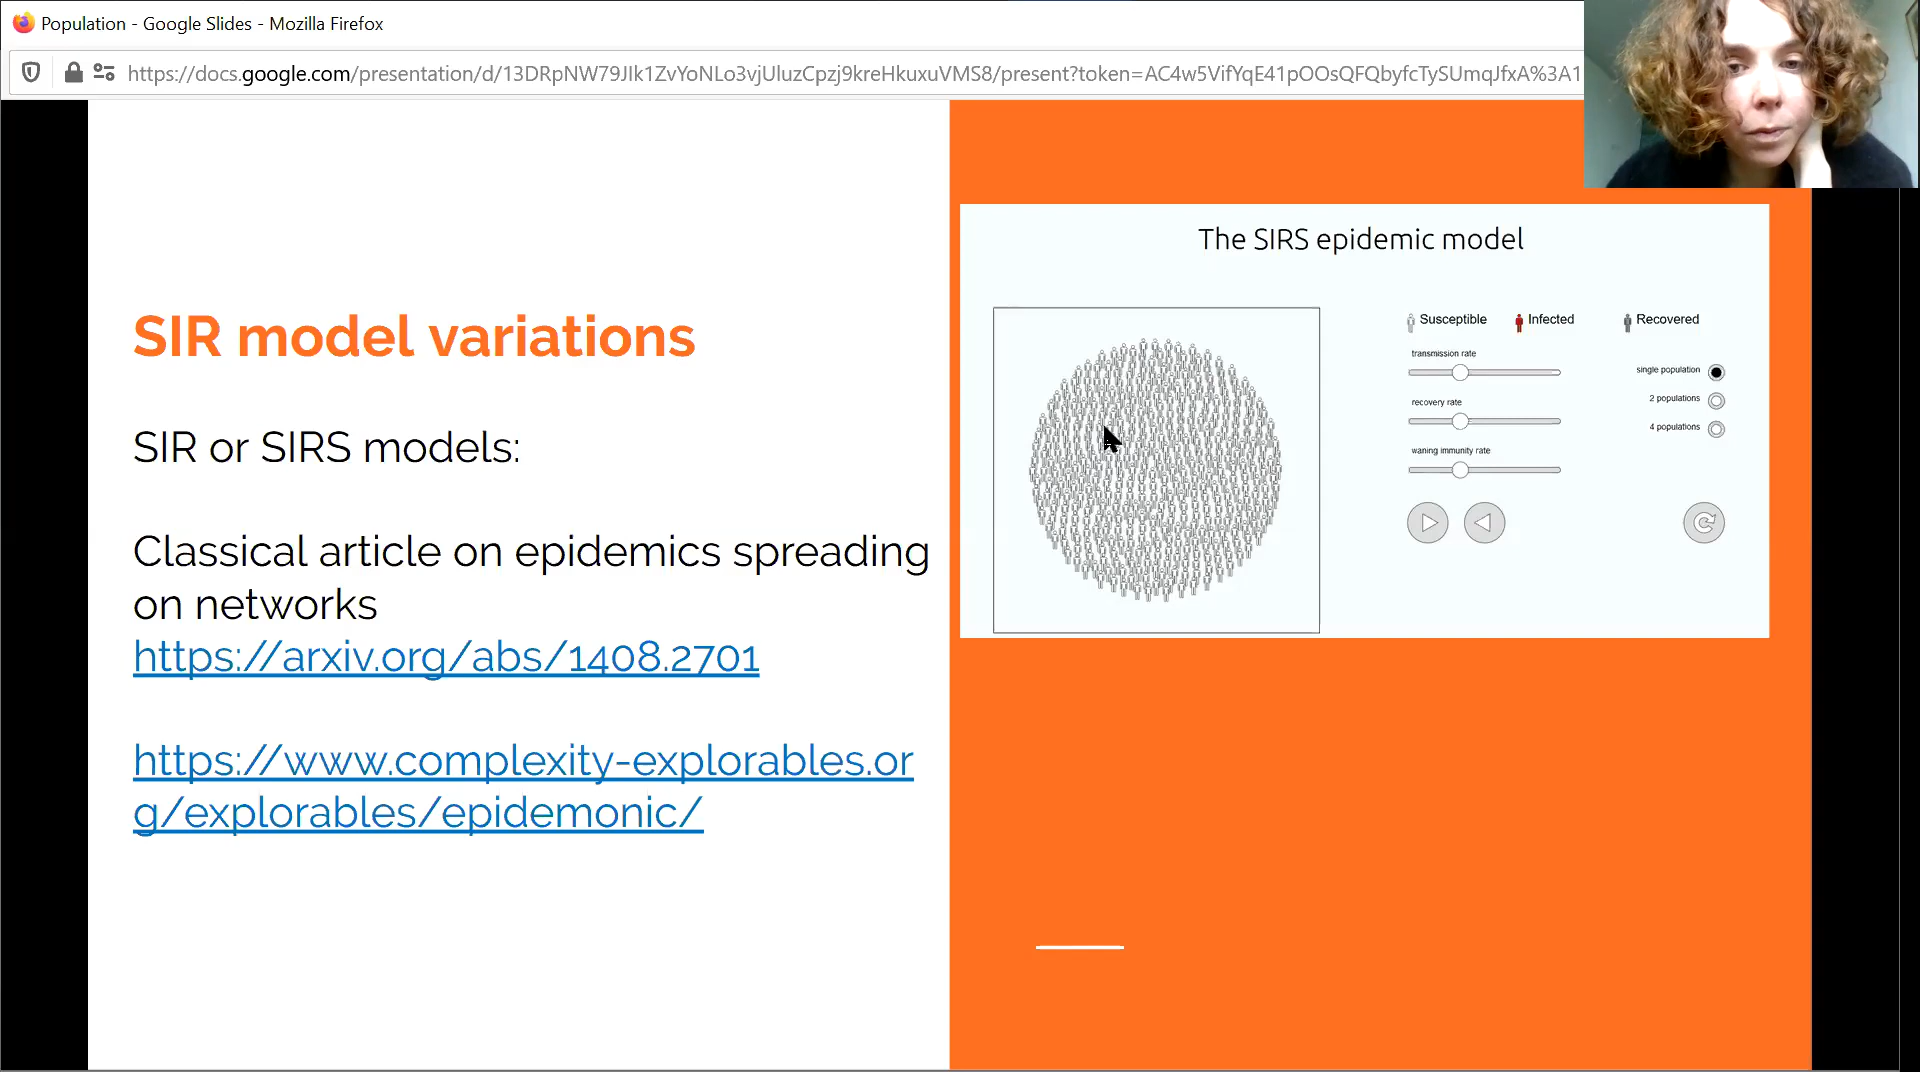 Population - Google Slides - Mozilla Firefox
https://docs.google.com/presentation/d/13DRpNW79JIk1ZvYoNLo3vjUluzCpzj9kreHkuxuVMS8/present?token=AC4w5VifYqE41pOOsQFQbyfcTySUmqJfxA%3A1
SIR model variations
SIR or SIRS models:
Classical article on epidemics spreading
on networks
https://arxiv.org/abs/1408.2701
https://www.complexity-explorables.or
g/explorables/epidemonic/
The SIRS epidemic model
Susceptible Infected Recovered
transmission rate
single population
recovery rate
2 populations
4 populations
waning immunity rate